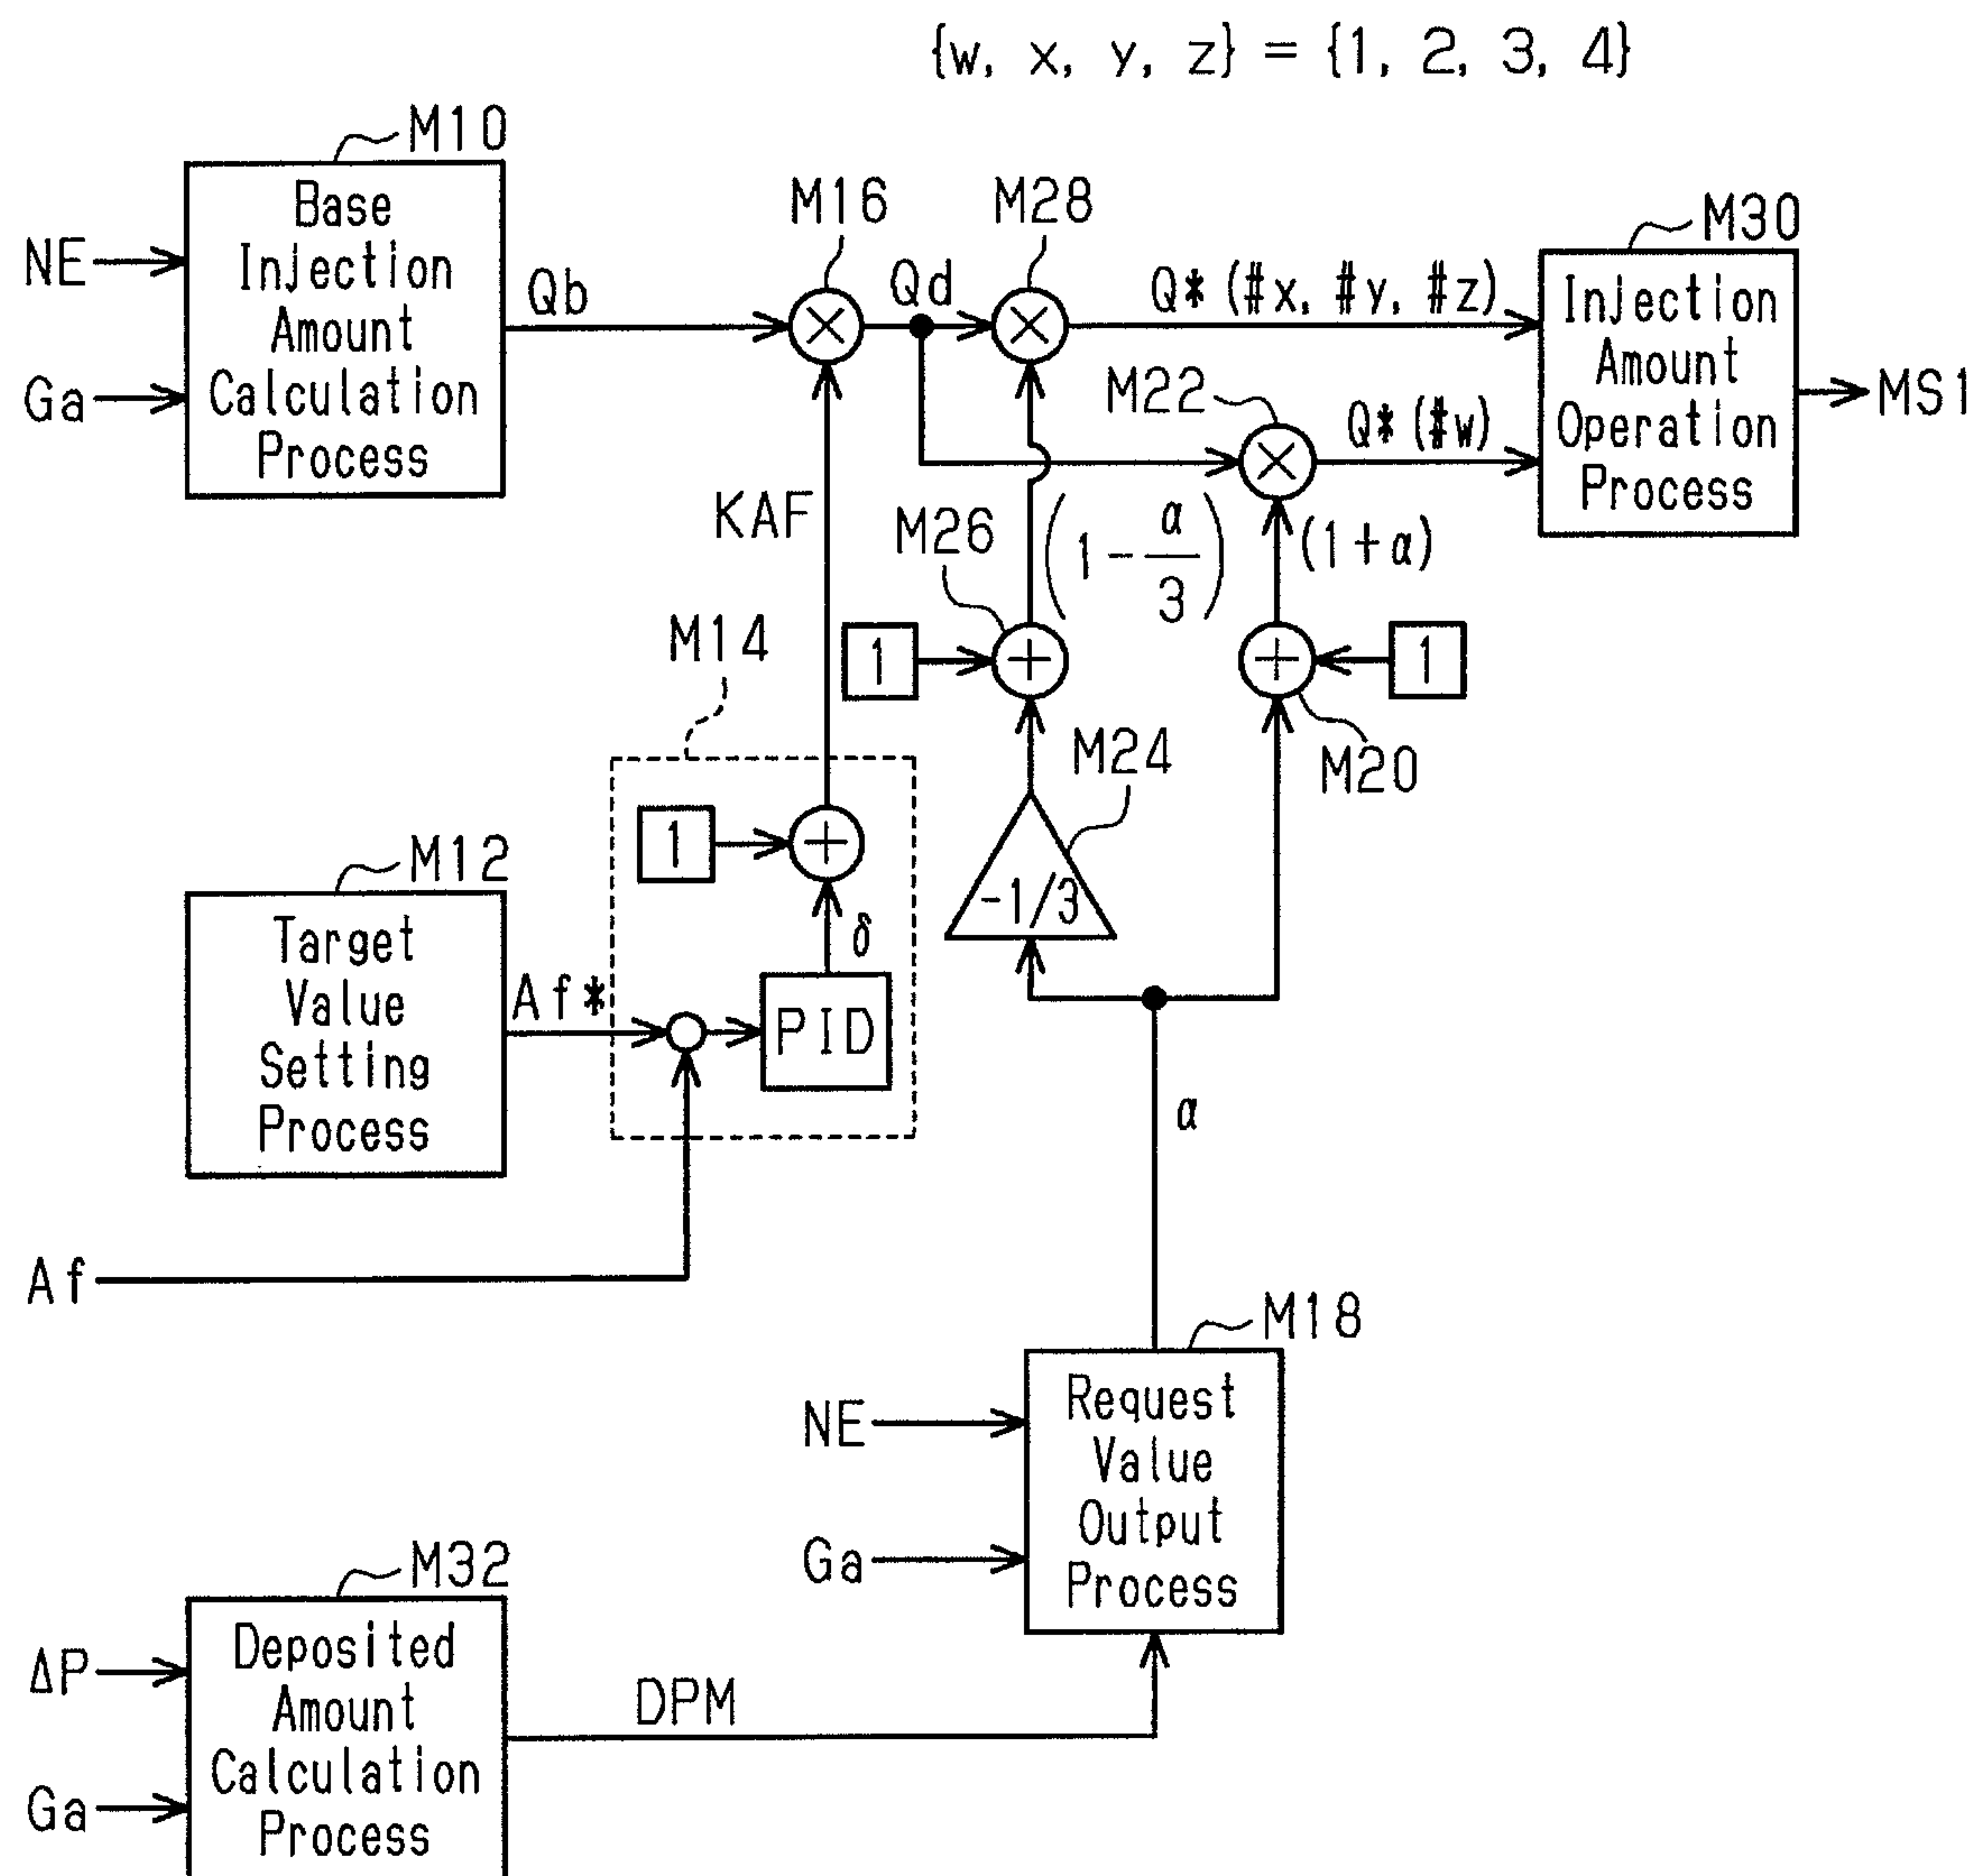 {w, x, y, z} = {1, 2, 3, 4}
M10
Base
Injection
Amount
Calculation
Process
NE
Ga
Qb
M16
M28
Qd
Q* (#x, #y, #z)
M30
Injection
Amount
Operation
Process
MS1
M22
Q* (#w)
×
×
×
KAF
M26
(1 - α/3)
(1+α)
M14
1
+
+
1
M20
M24
-1/3
1
+
δ
PID
M12
Target
Value
Setting
Process
Af*
Af
α
M18
Request
Value
Output
Process
NE
Ga
M32
Deposited
Amount
Calculation
Process
ΔP
Ga
DPM